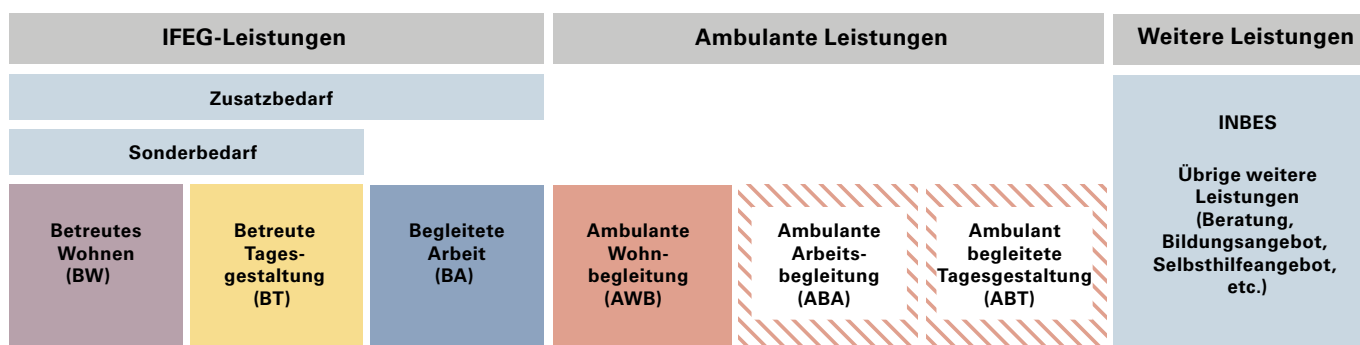 IFEG-Leistungen
Ambulante Leistungen
Weitere Leistungen
Zusatzbedarf
Sonderbedarf
Betreutes
Wohnen
(BW)
Betreute
Tages-
gestaltung
(BT)
Begleitete
Arbeit
(BA)
Ambulante
Wohn-
begleitung
(AWB)
Ambulante
Arbeits-
begleitung
(ABA)
Ambulant
begleitete
Tagesgestaltung
(ABT)
INBES
Übrige weitere
Leistungen
(Beratung,
Bildungsangebot,
Selbsthilfeangebot,
etc.)